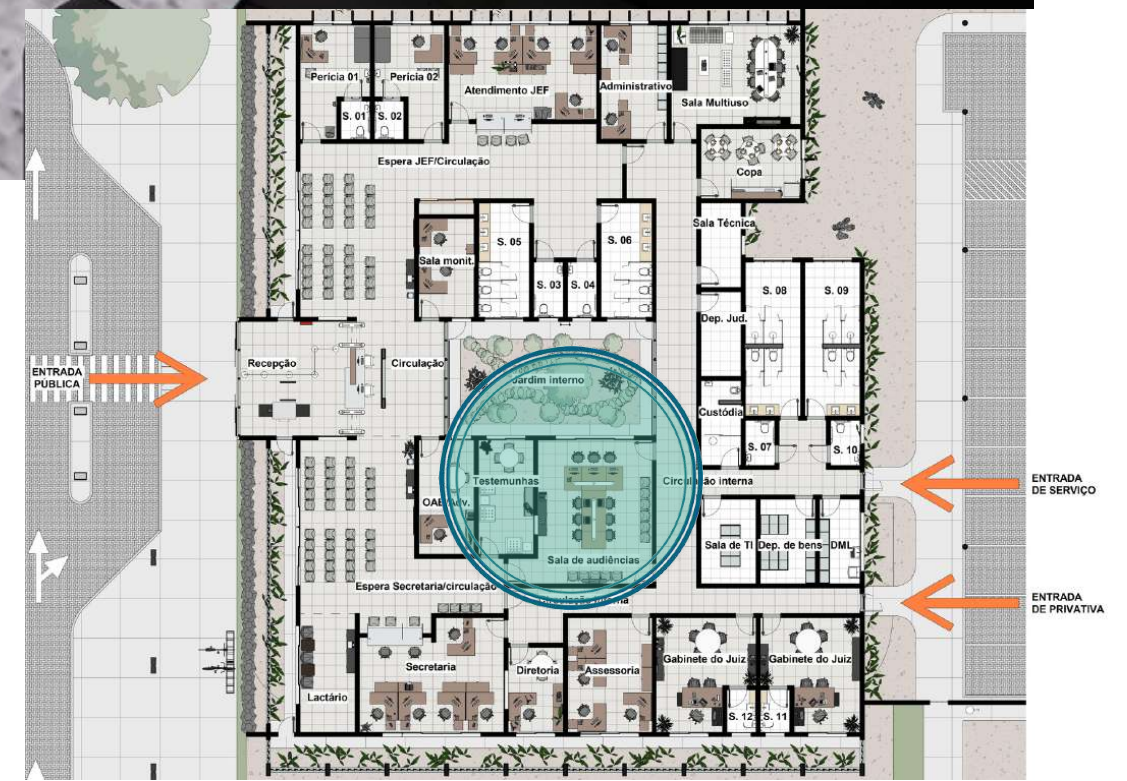 Perícia 01
Perícia 02
Atendimento JEF
Administrativo
Sala Multiuso
S. 01
S. 02
Espera JEF/Circulação
Copa
Sala Técnica
S. 05
S. 06
Sala monit.
S. 03
S. 04
S. 08
S. 09
Dep. Jud.
ENTRADA
PÚBLICA
Recepção
Circulação
Jardim interno
Custódia
S. 07
S. 10
Testemunhas
Circulação interna
ENTRADA
DE SERVIÇO
OAB/Adv.
Sala de audiências
Sala de TI
Dep. de bens
DML
Espera Secretaria/circulação
Circulação interna
ENTRADA
DE PRIVATIVA
Secretaria
Diretoria
Assessoria
Gabinete do Juiz
Gabinete do Juiz
Lactário
S. 12
S. 11